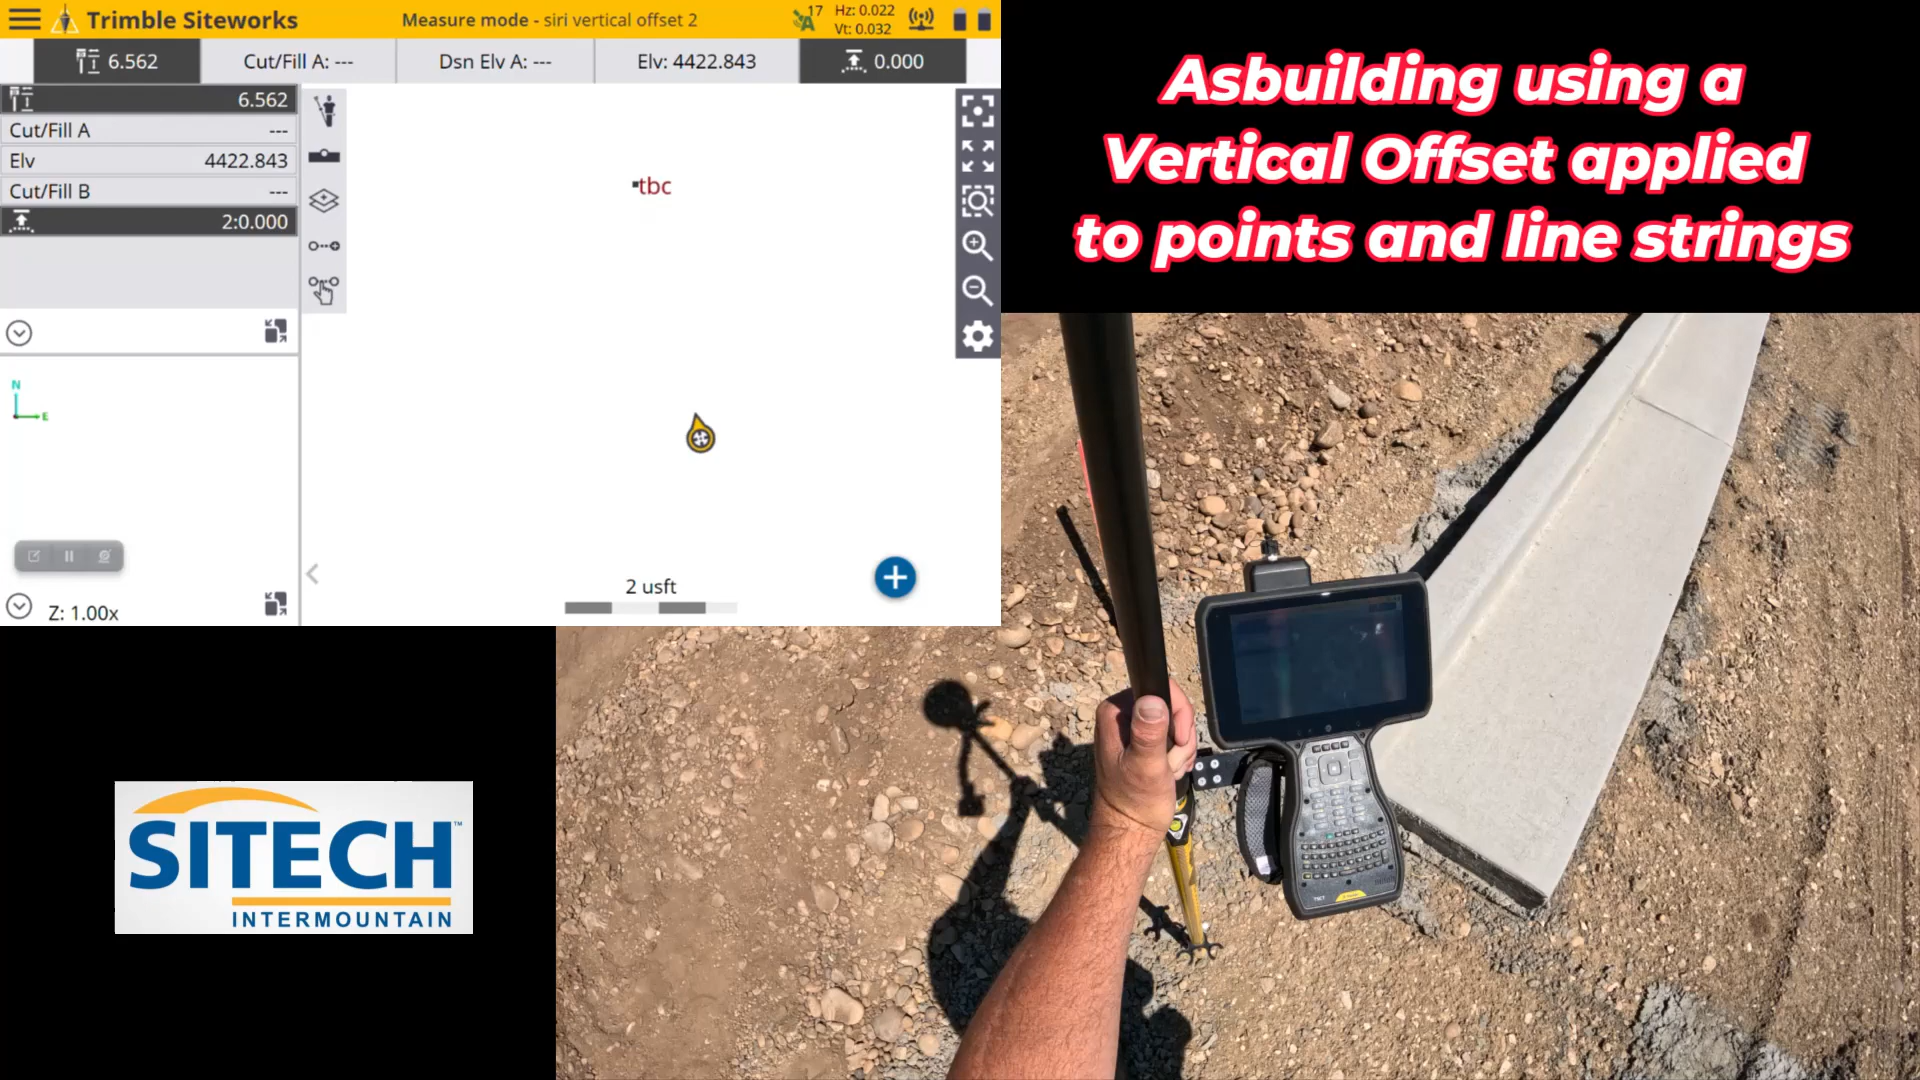 Trimble Siteworks
Measure mode - siri vertical offset 2
17
Hz: 0.022
Vt: 0.032
6.562
Cut/Fill A: ---
Dsn Elv A: ---
Elv: 4422.843
0.000
6.562
Cut/Fill A
---
Elv
4422.843
Cut/Fill B
---
2:0.000
tbc
N
E
2 usft
Z: 1.00x
Asbuilding using a
Vertical Offset applied
to points and line strings
SITECH™
INTERMOUNTAIN